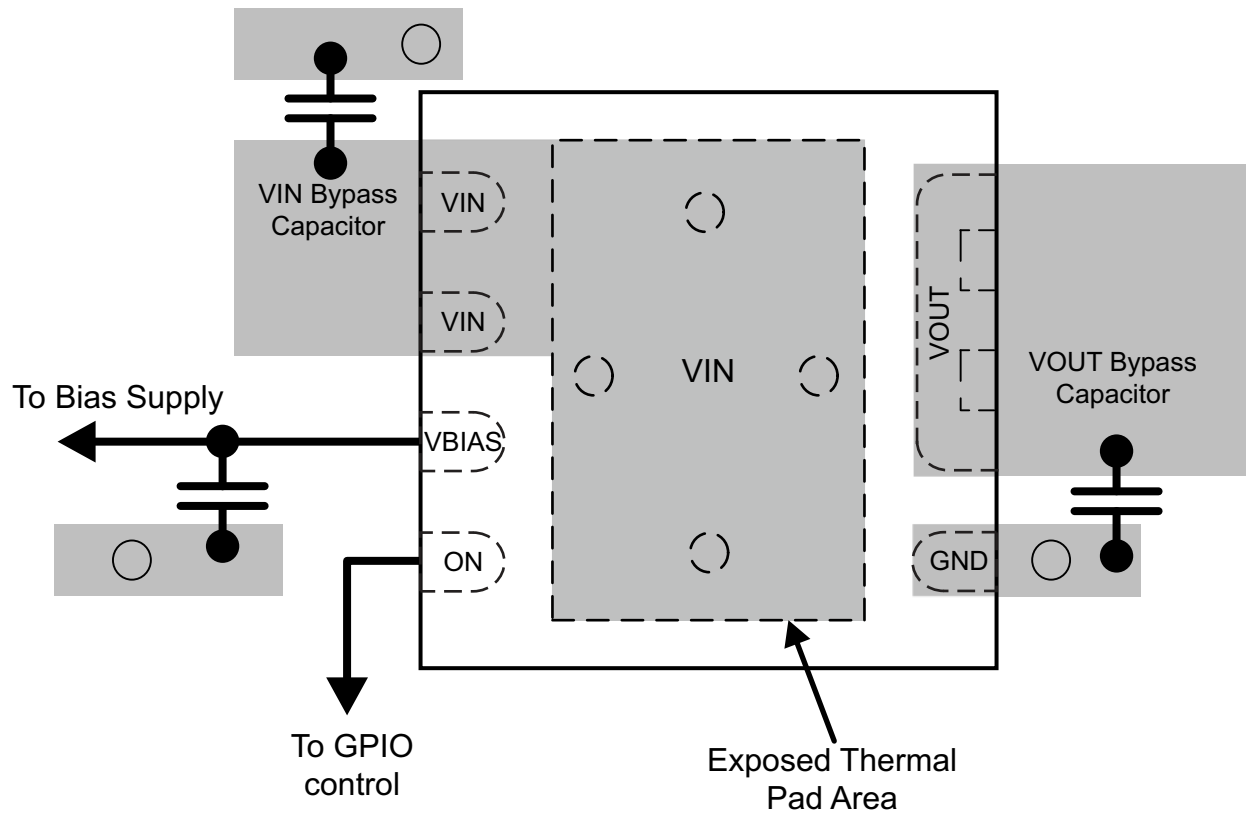 VIN Bypass
Capacitor
VIN
VIN
VIN
VOUT
VOUT Bypass
Capacitor
To Bias Supply
VBIAS
ON
GND
To GPIO
control
Exposed Thermal
Pad Area